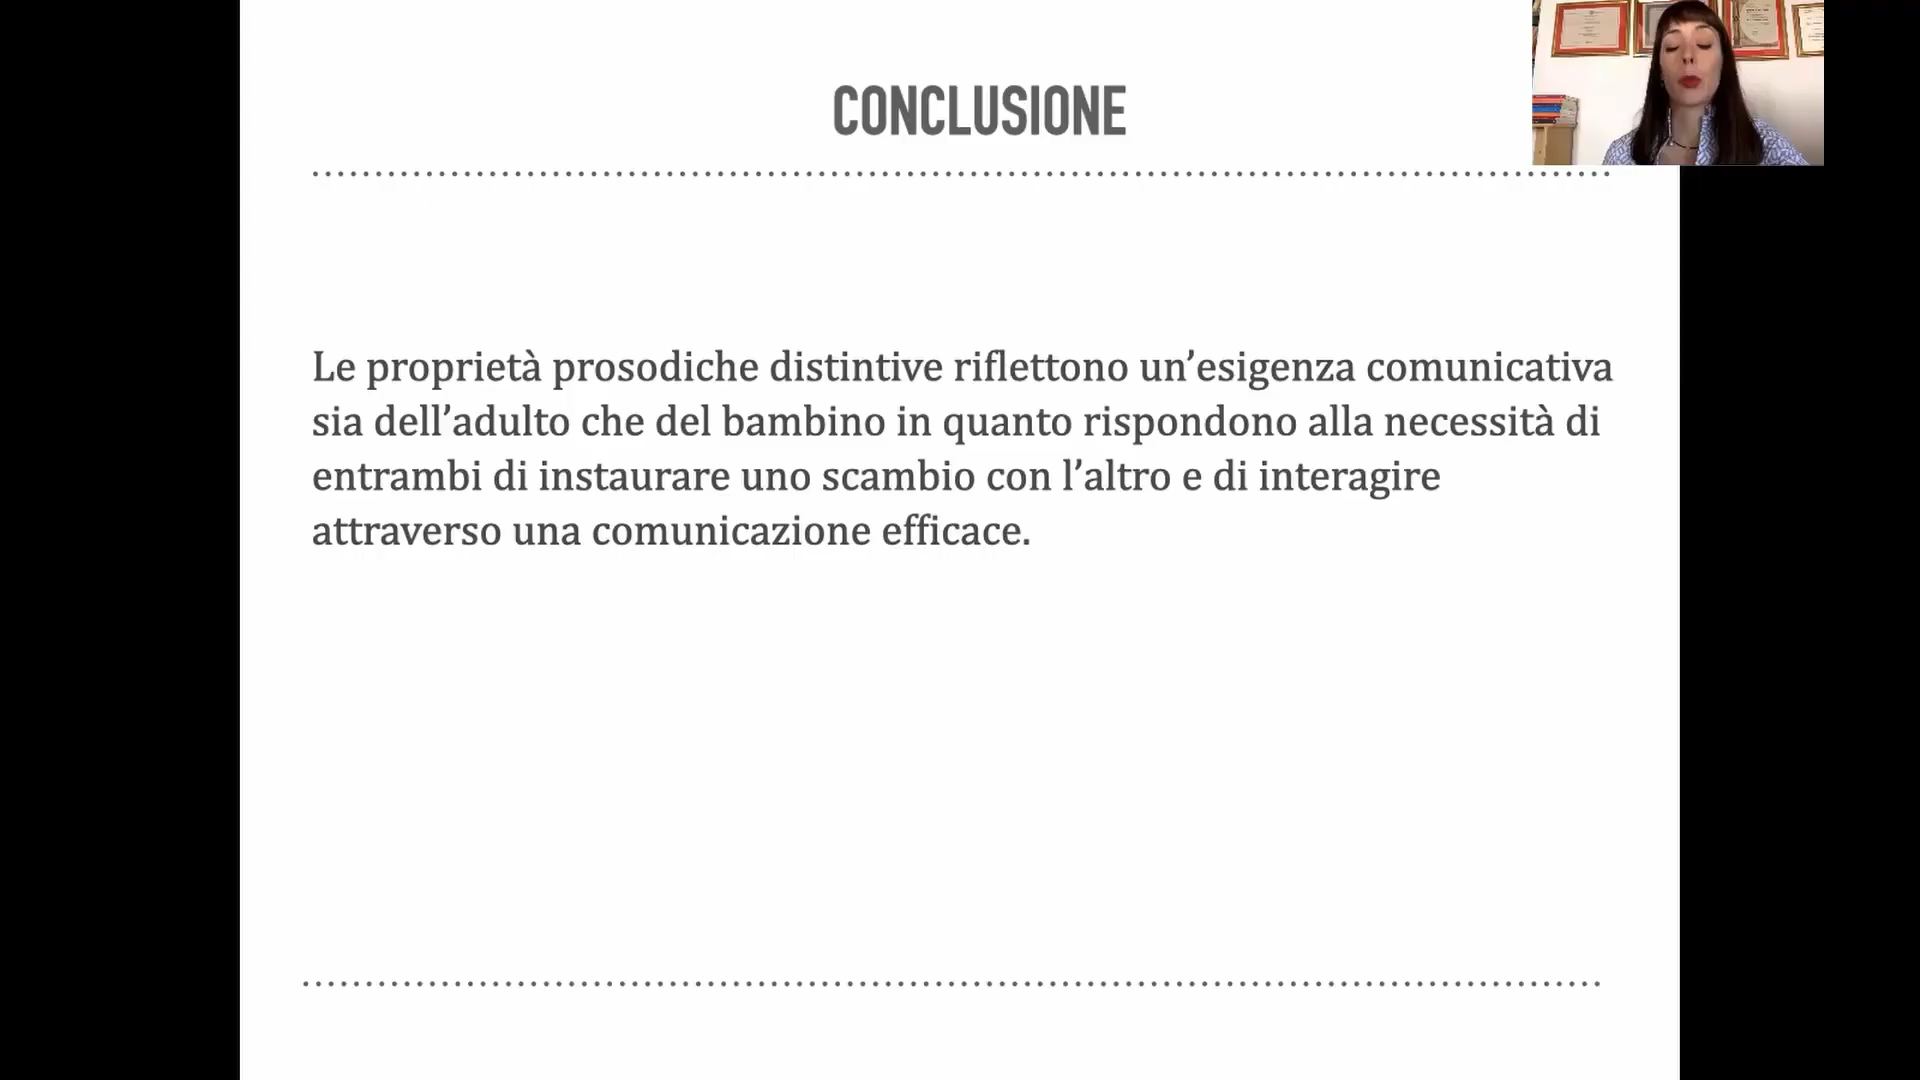 CONCLUSIONE
Le proprietà prosodiche distintive riflettono un’esigenza comunicativa
sia dell’adulto che del bambino in quanto rispondono alla necessità di
entrambi di instaurare uno scambio con l’altro e di interagire
attraverso una comunicazione efficace.